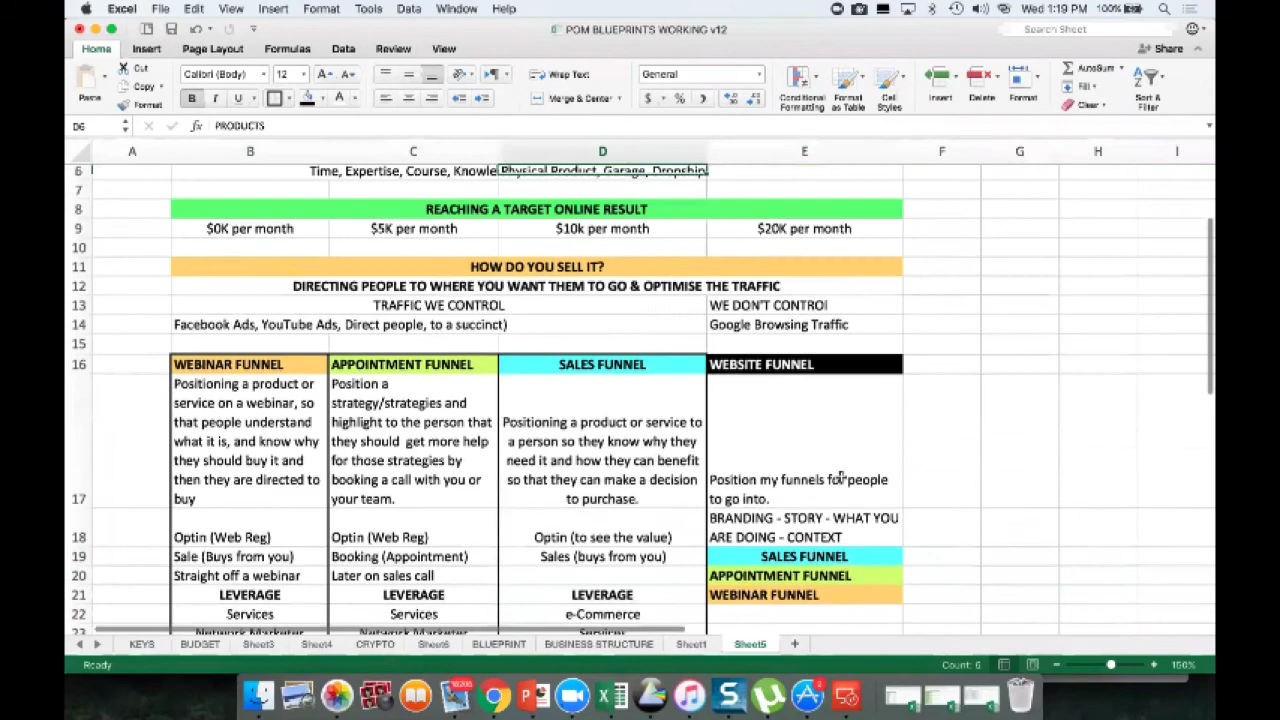 Excel File Edit View Insert Format Tools Data Window Help Wed 1:19 PM 100%
POM BLUEPRINTS WORKING v12 Search Sheet
Home Insert Page Layout Formulas Data Review View Share
Paste Cut Copy Format
Calibri (Body) 12
B I U A
Wrap Text
Merge & Center
General
$ %
Conditional Formatting Format as Table Cell Styles
Insert Delete Format
AutoSum
Fill
Clear
Sort & Filter
D6 fx PRODUCTS
A B C D E F G H I
6 Time, Expertise, Course, Knowle Physical Product, Garage, Dropship,
7
8 REACHING A TARGET ONLINE RESULT
9 $0K per month $5K per month $10k per month $20K per month
10
11 HOW DO YOU SELL IT?
12 DIRECTING PEOPLE TO WHERE YOU WANT THEM TO GO & OPTIMISE THE TRAFFIC
13 TRAFFIC WE CONTROL WE DON'T CONTROl
14 Facebook Ads, YouTube Ads, Direct people, to a succinct) Google Browsing Traffic
15
16 WEBINAR FUNNEL APPOINTMENT FUNNEL SALES FUNNEL WEBSITE FUNNEL
Positioning a product or
service on a webinar, so
that people understand
what it is, and know why
they should buy it and
then they are directed to
buy
Position a
strategy/strategies and
highlight to the person that
they should get more help
for those strategies by
booking a call with you or
your team.
Positioning a product or service to
a person so they know why they
need it and how they can benefit
so that they can make a decision
to purchase.
Position my funnels for people
to go into.
17
BRANDING - STORY - WHAT YOU
ARE DOING - CONTEXT
18 Optin (Web Reg) Optin (Web Reg) Optin (to see the value)
19 Sale (Buys from you) Booking (Appointment) Sales (buys from you) SALES FUNNEL
20 Straight off a webinar Later on sales call APPOINTMENT FUNNEL
21 LEVERAGE LEVERAGE LEVERAGE WEBINAR FUNNEL
22 Services Services e-Commerce
23 Network Marketer Network Marketer Services
KEYS BUDGET Sheet3 Sheet4 CRYPTO Sheet6 BLUEPRINT BUSINESS STRUCTURE Sheet1 Sheet5 +
Ready Count: 6 150%